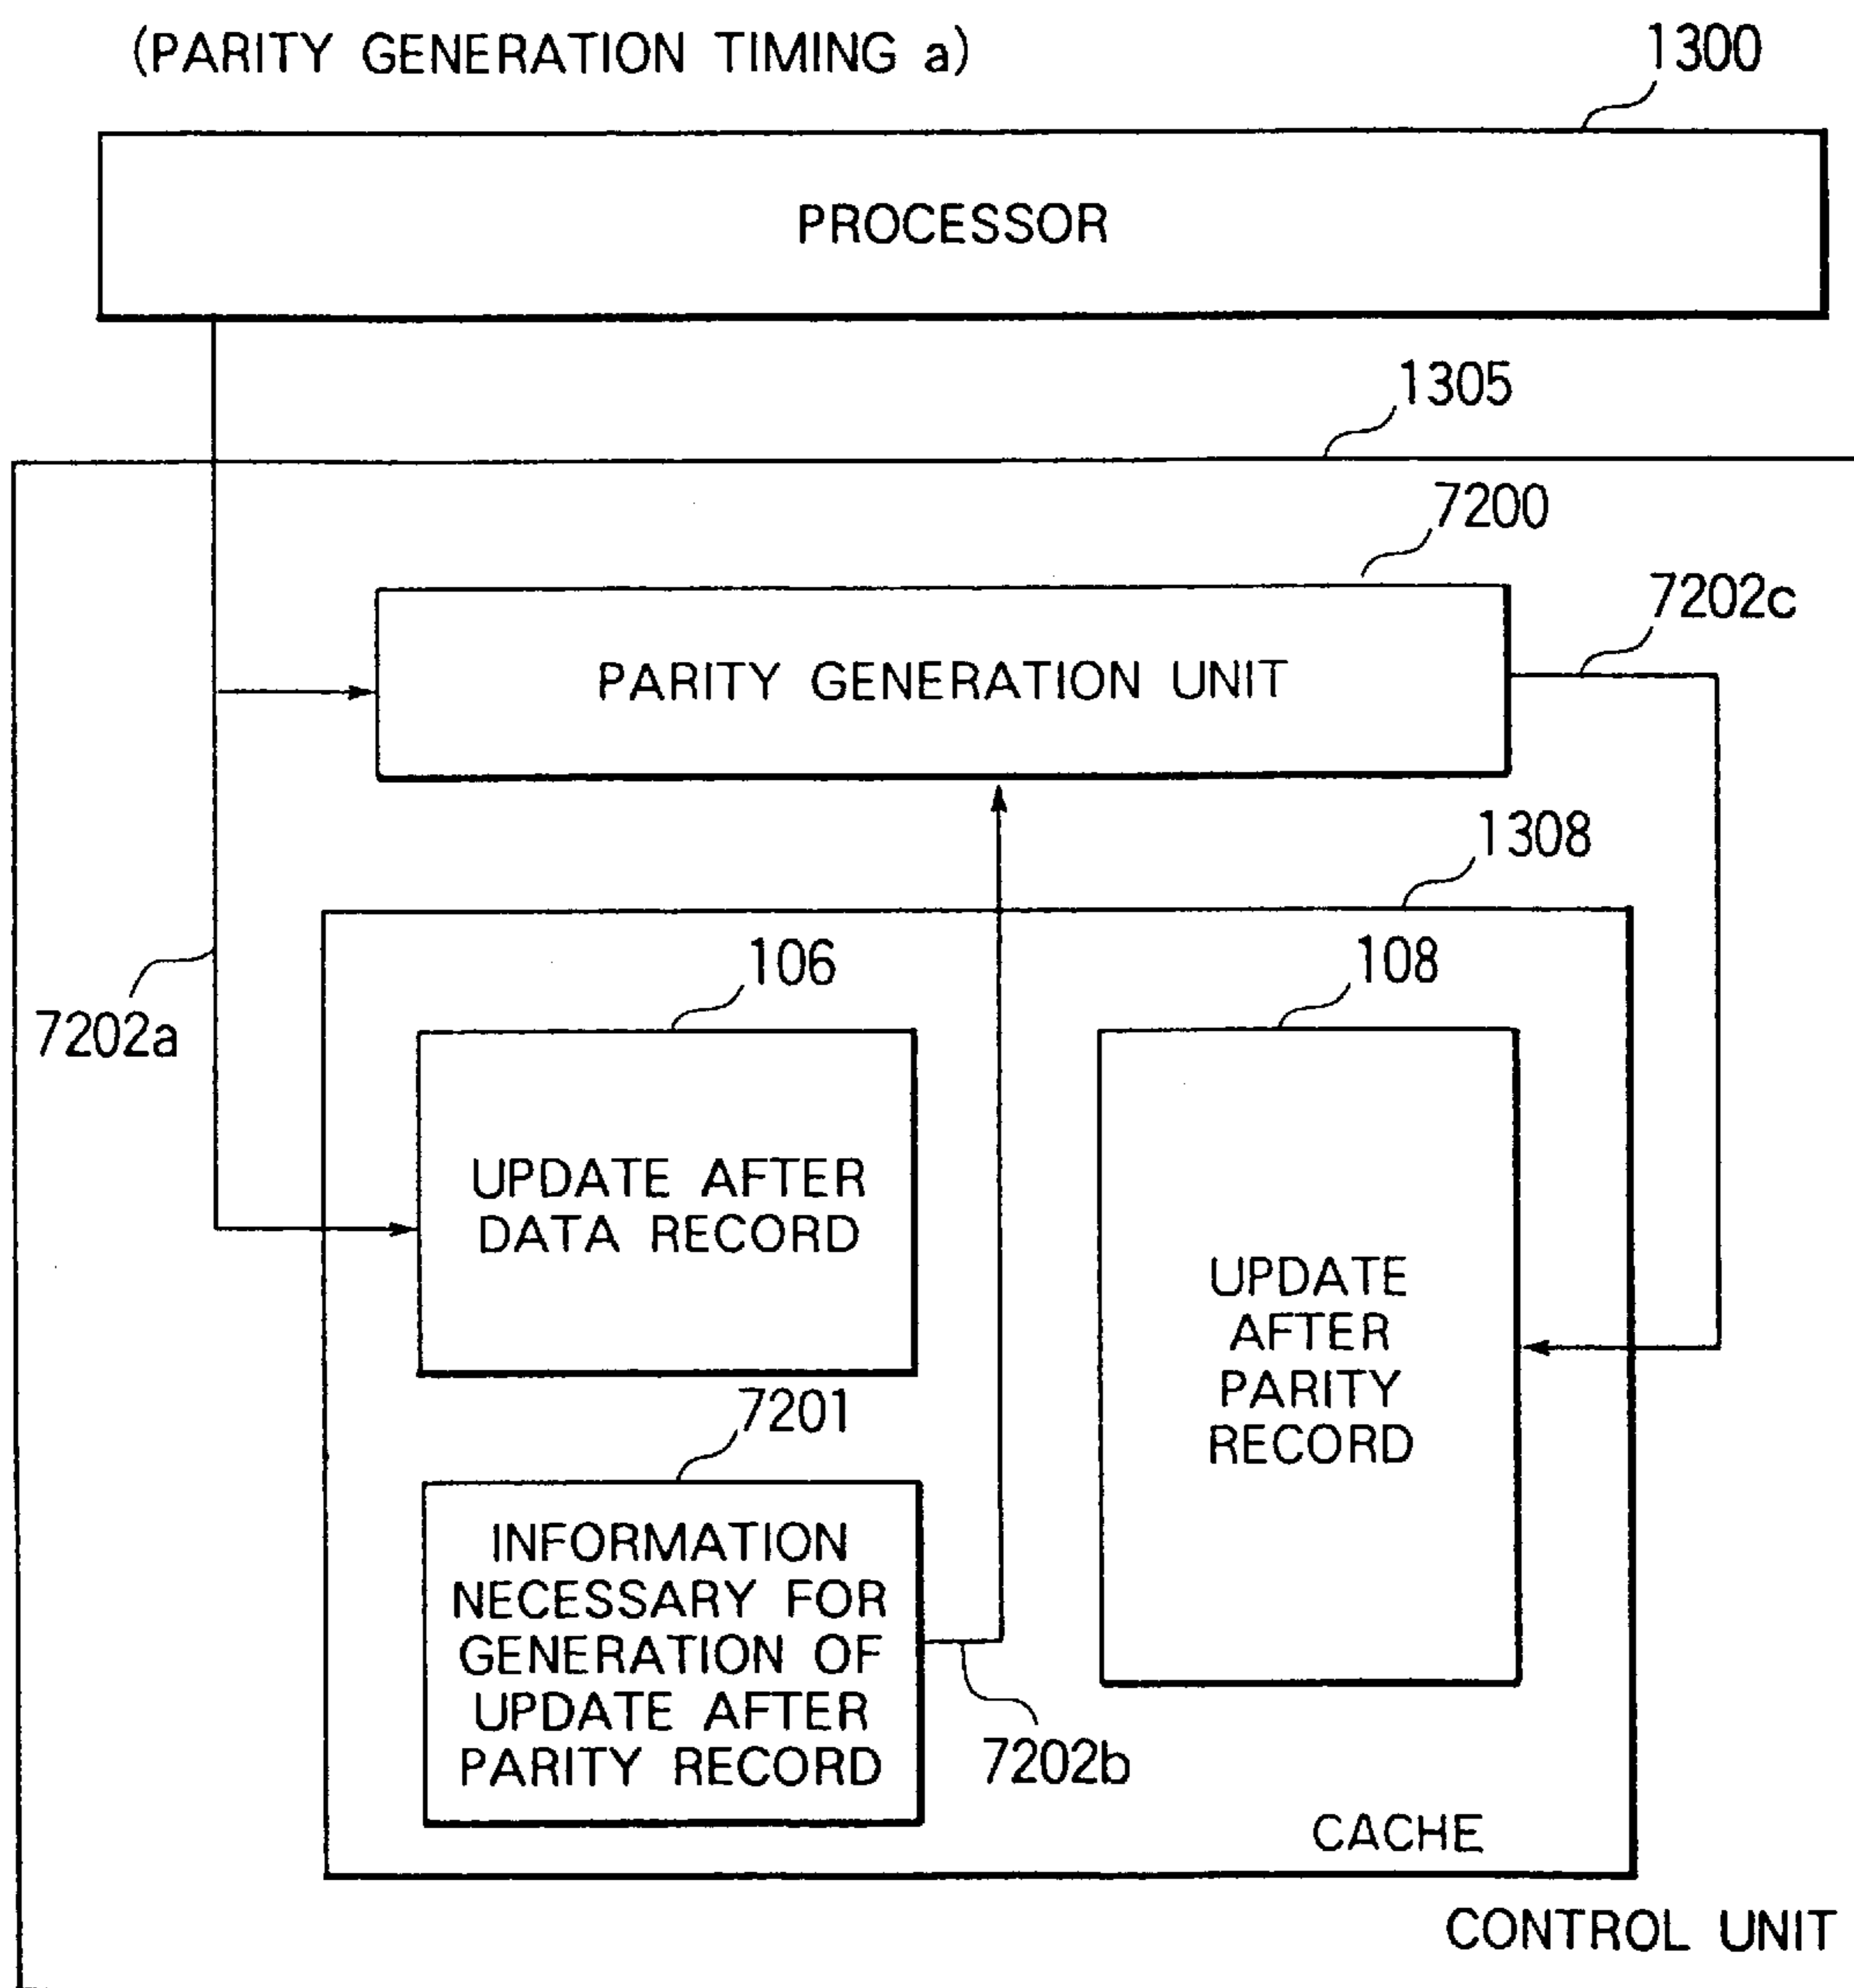 (PARITY GENERATION TIMING a)
1300
PROCESSOR
1305
7200
7202c
PARITY GENERATION UNIT
1308
106
108
7202a
UPDATE AFTER
DATA RECORD
UPDATE
AFTER
PARITY
RECORD
7201
INFORMATION
NECESSARY FOR
GENERATION OF
UPDATE AFTER
PARITY RECORD
7202b
CACHE
CONTROL UNIT